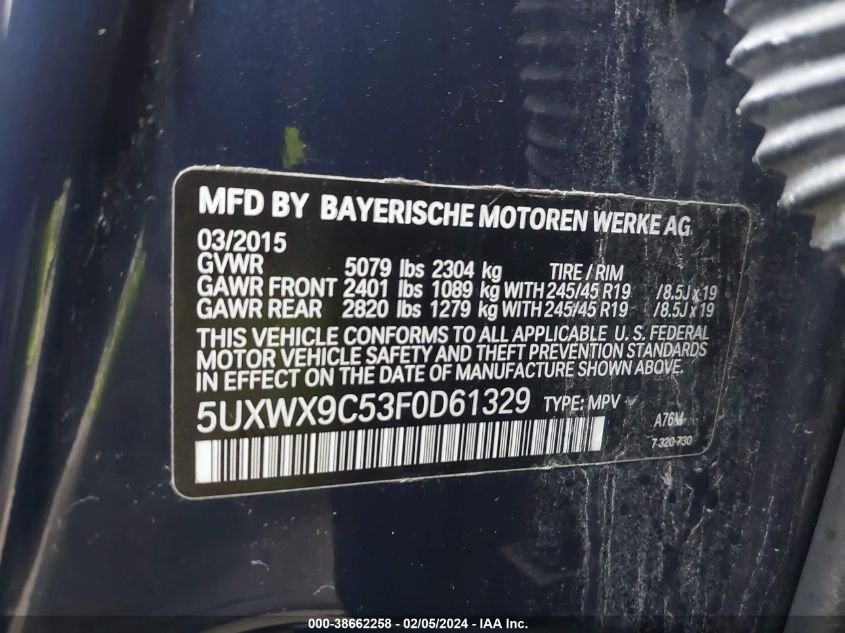 MFD BY BAYERISCHE MOTOREN WERKE AG
03/2015
GVWR 5079 lbs 2304 kg TIRE / RIM
GAWR FRONT 2401 lbs 1089 kg WITH 245/45 R19 /8.5J x 19
GAWR REAR 2820 lbs 1279 kg WITH 245/45 R19 /8.5J x 19
THIS VEHICLE CONFORMS TO ALL APPLICABLE U.S. FEDERAL
MOTOR VEHICLE SAFETY AND THEFT PREVENTION STANDARDS
IN EFFECT ON THE DATE OF MANUFACTURE SHOWN ABOVE.
5UXWX9C53F0D61329 TYPE: MPV
A76M
7 320 730
000-38662258 - 02/05/2024 - IAA Inc.